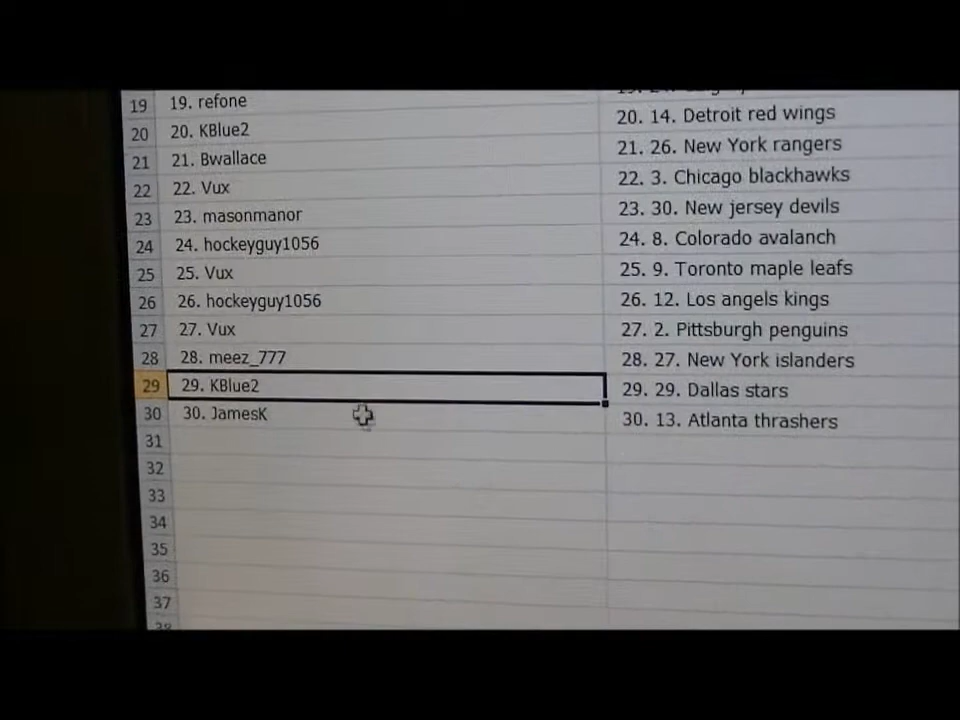 19 19. refone
20 20. KBlue2 20. 14. Detroit red wings
21 21. Bwallace 21. 26. New York rangers
22 22. Vux 22. 3. Chicago blackhawks
23 23. masonmanor 23. 30. New jersey devils
24 24. hockeyguy1056 24. 8. Colorado avalanch
25 25. Vux 25. 9. Toronto maple leafs
26 26. hockeyguy1056 26. 12. Los angels kings
27 27. Vux 27. 2. Pittsburgh penguins
28 28. meez_777 28. 27. New York islanders
29 29. KBlue2 29. 29. Dallas stars
30 30. JamesK 30. 13. Atlanta thrashers
31
32
33
34
35
36
37